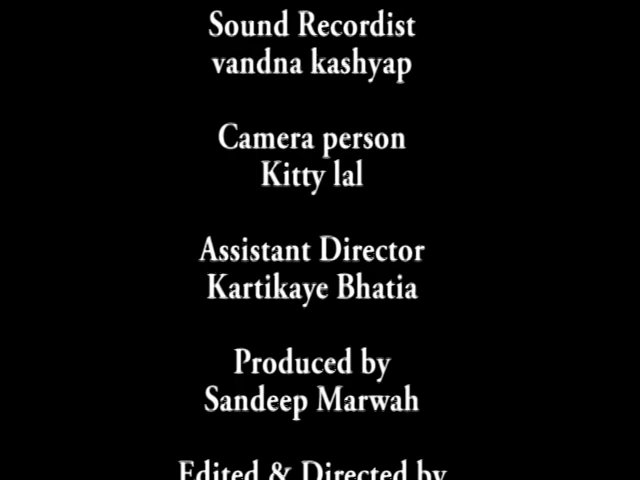 Sound Recordist
vandna kashyap
Camera person
Kitty lal
Assistant Director
Kartikaye Bhatia
Produced by
Sandeep Marwah
Edited & Directed by